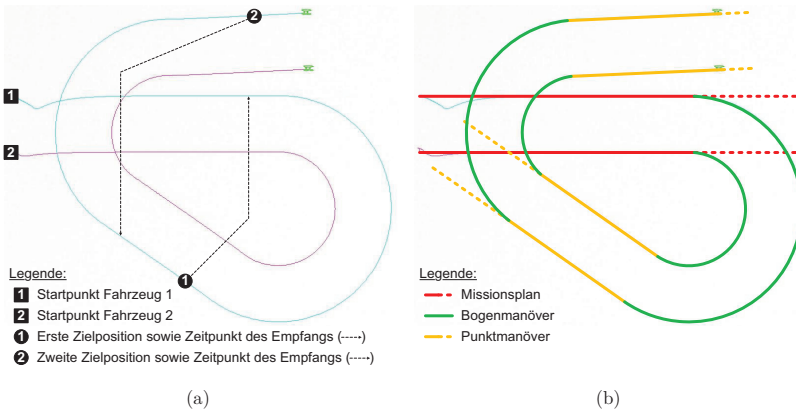 2
1
1
2
1
Legende:
1 Startpunkt Fahrzeug 1
2 Startpunkt Fahrzeug 2
1 Erste Zielposition sowie Zeitpunkt des Empfangs (----→)
2 Zweite Zielposition sowie Zeitpunkt des Empfangs (----→)
(a)
Legende:
Missionsplan
Bogenmanöver
Punktmanöver
(b)